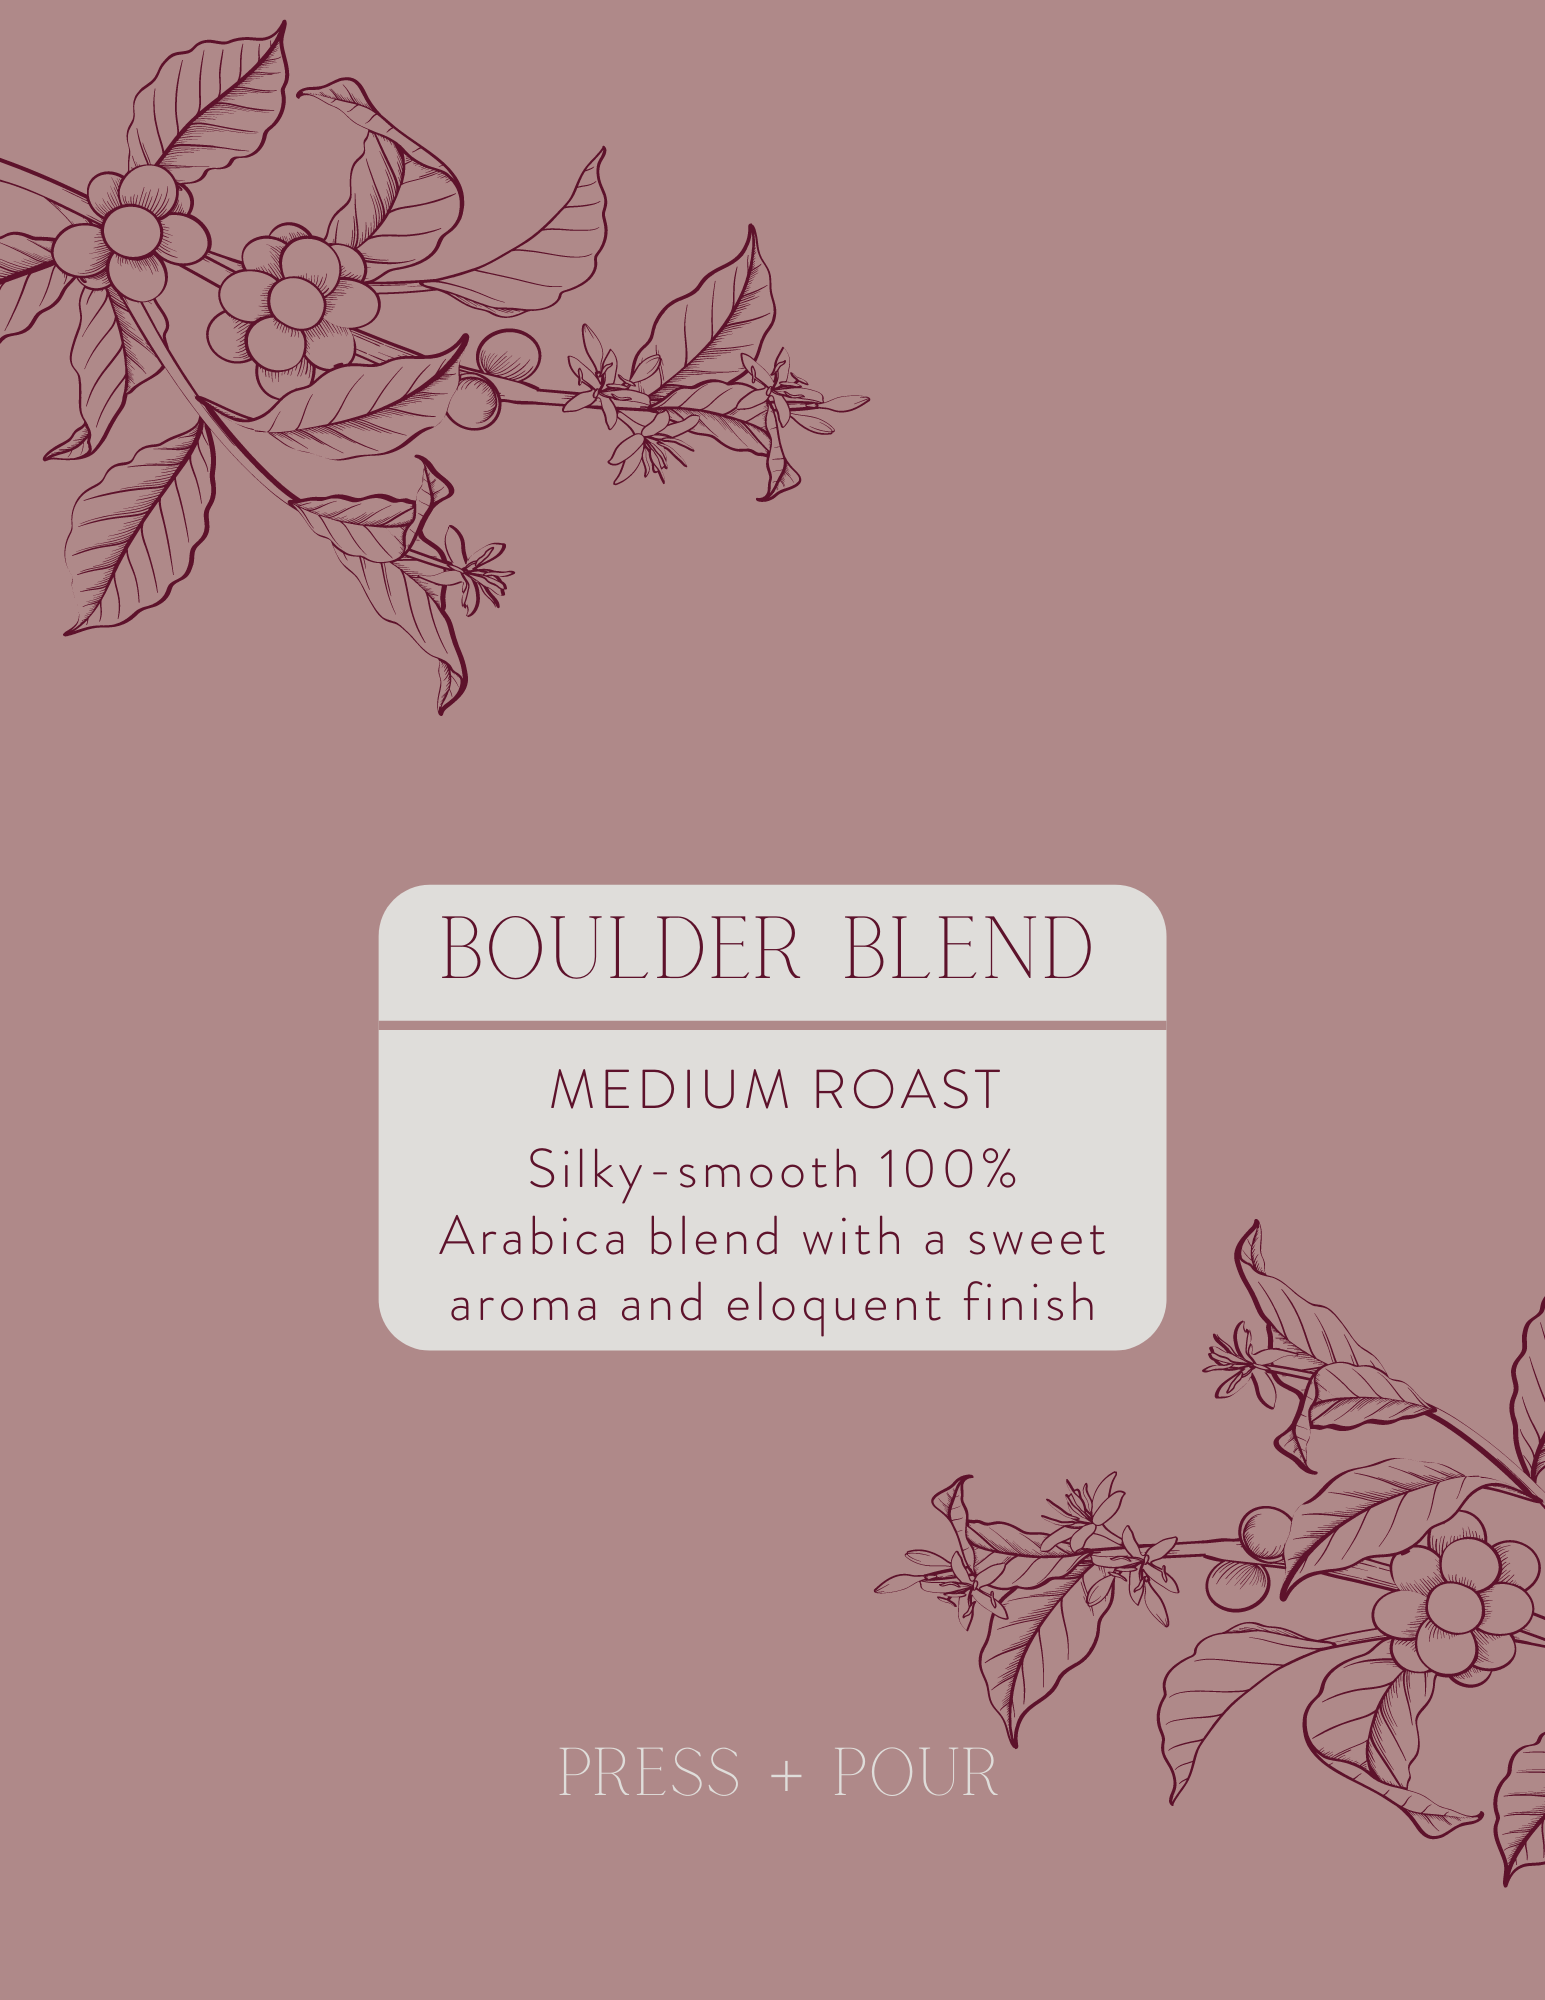 BOULDER BLEND
MEDIUM ROAST
Silky-smooth 100%
Arabica blend with a sweet
aroma and eloquent finish
PRESS + POUR